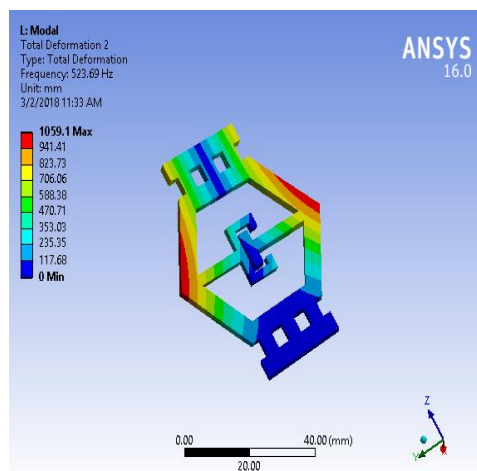 L: Modal
Total Deformation 2
Type: Total Deformation
Frequency: 523.69 Hz
Unit: mm
3/2/2018 11:33 AM
ANSYS
16.0
1059.1 Max
941.41
823.73
706.06
588.38
470.71
353.03
235.35
117.68
0 Min
0.00
40.00 (mm)
20.00
Z
Y
X